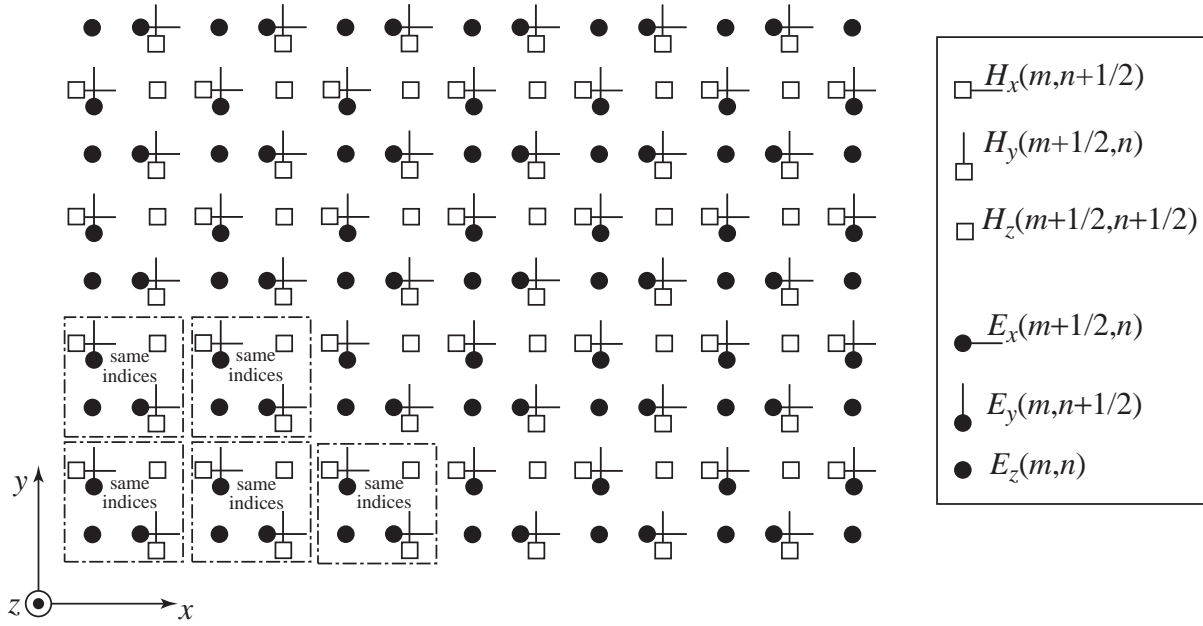 Hx(m,n+1/2)
Hy(m+1/2,n)
Hz(m+1/2,n+1/2)
Ex(m+1/2,n)
Ey(m,n+1/2)
Ez(m,n)
same
indices
same
indices
same
indices
same
indices
same
indices
y
z
x